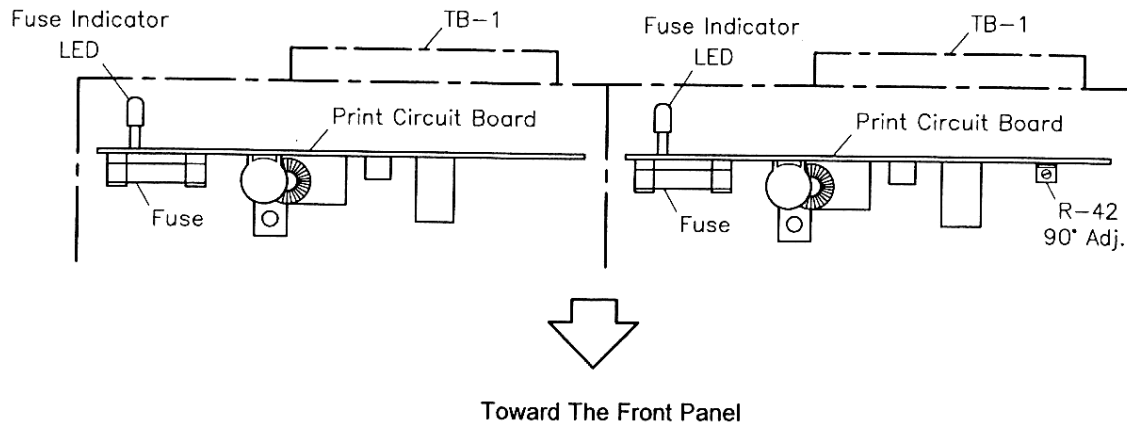 Fuse Indicator
LED
TB-1
Print Circuit Board
Fuse
Fuse Indicator
LED
TB-1
Print Circuit Board
Fuse
R-42
90° Adj.
Toward The Front Panel